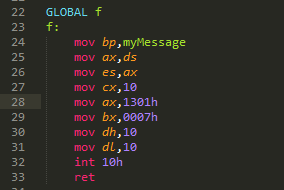 22 GLOBAL f
23 f:
24 mov bp,myMessage
25 mov ax,ds
26 mov es,ax
27 mov cx,10
28 mov ax,1301h
29 mov bx,0007h
30 mov dh,10
31 mov dl,10
32 int 10h
33 ret